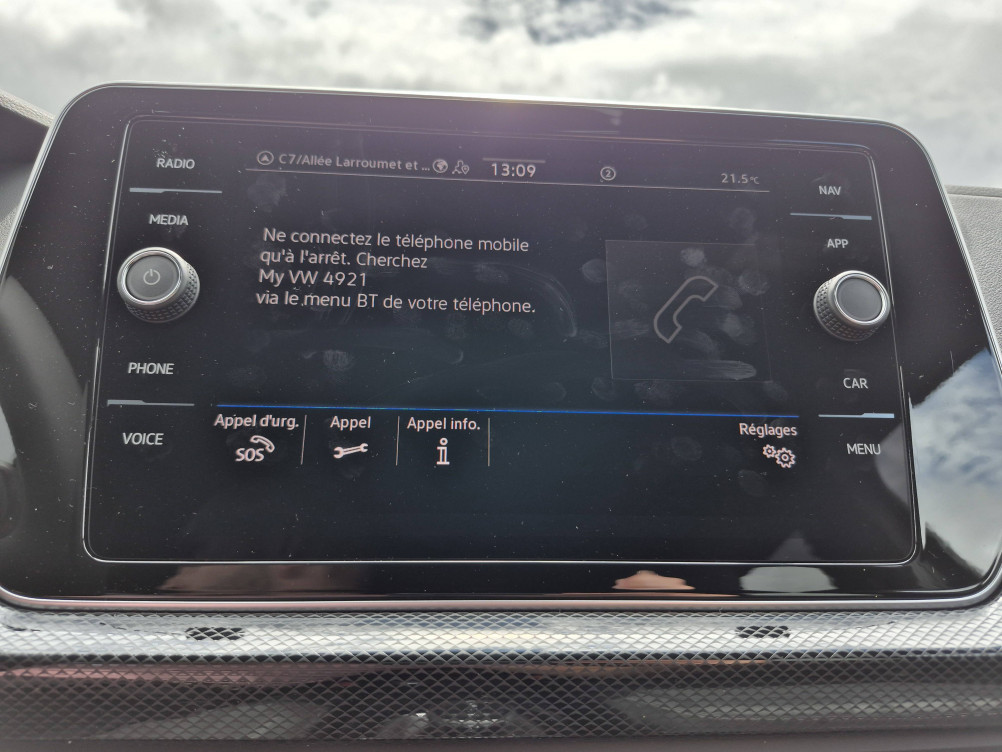 RADIO
C7/Allée Larroumet et ...
13:09
2
21.5°C
NAV
MEDIA
APP
Ne connectez le téléphone mobile
qu'à l'arrêt. Cherchez
My VW 4921
via le menu BT de votre téléphone.
PHONE
CAR
VOICE
Appel d'urg.
Appel
Appel info.
Réglages
MENU
SOS
i